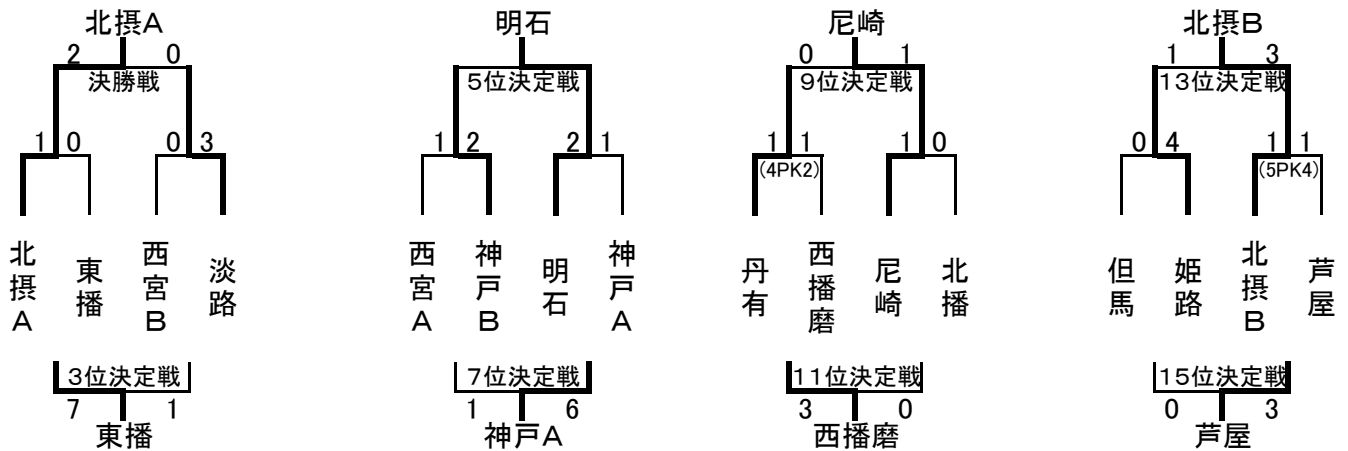 北摂A 明石 尼崎 北摂B
2 0 0 1 1 3
決勝戦 5位決定戦 9位決定戦 13位決定戦
1 0 0 3 1 2 2 1 1 1 1 0 0 4 1 1
(4PK2) (5PK4)
北摂A 東播 西宮B 淡路 西宮A 神戸B 明石 神戸A 丹有 西播磨 尼崎 北播 但馬 姫路 北摂B 芦屋
3位決定戦 7位決定戦 11位決定戦 15位決定戦
7 1 1 6 3 0 0 3
東播 神戸A 西播磨 芦屋